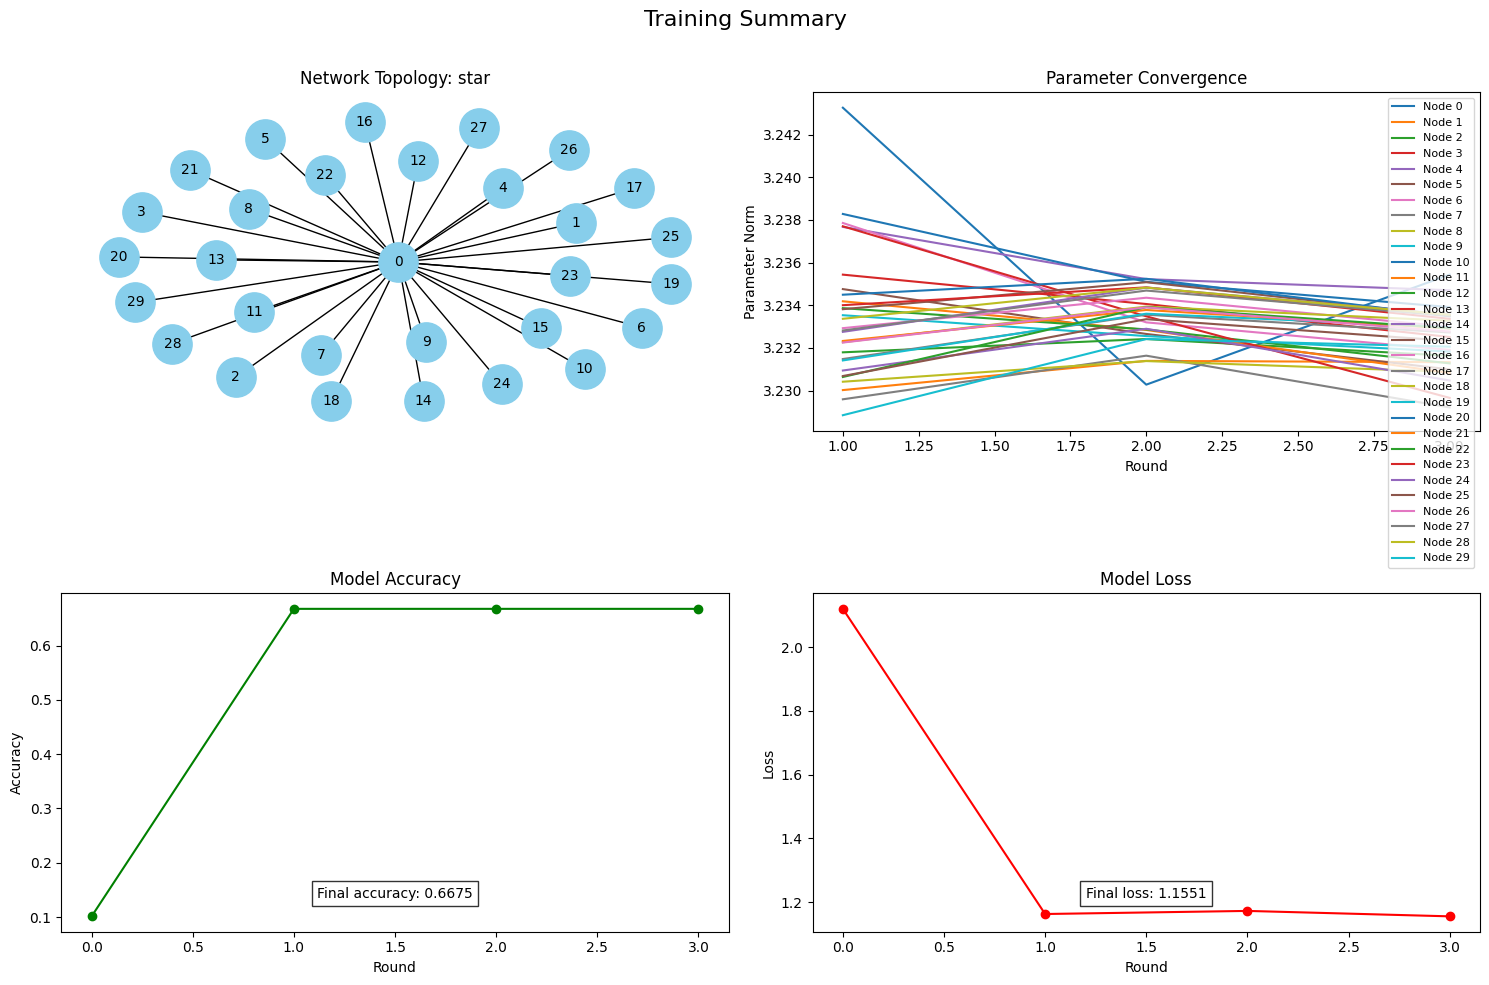 Training Summary
Network Topology: star
16
27
5
26
12
21
22
4
17
3
8
1
25
20
13
0
23
19
29
11
15
6
28
9
7
10
2
24
18
14
Parameter Convergence
3.242
3.240
3.238
3.236
3.234
3.232
3.230
Parameter Norm
1.00 1.25 1.50 1.75 2.00 2.25 2.50 2.75 3.00
Round
Node 0
Node 1
Node 2
Node 3
Node 4
Node 5
Node 6
Node 7
Node 8
Node 9
Node 10
Node 11
Node 12
Node 13
Node 14
Node 15
Node 16
Node 17
Node 18
Node 19
Node 20
Node 21
Node 22
Node 23
Node 24
Node 25
Node 26
Node 27
Node 28
Node 29
Model Accuracy
0.6
0.5
0.4
0.3
0.2
0.1
Accuracy
Final accuracy: 0.6675
0.0 0.5 1.0 1.5 2.0 2.5 3.0
Round
Model Loss
2.0
1.8
1.6
1.4
1.2
Loss
Final loss: 1.1551
0.0 0.5 1.0 1.5 2.0 2.5 3.0
Round